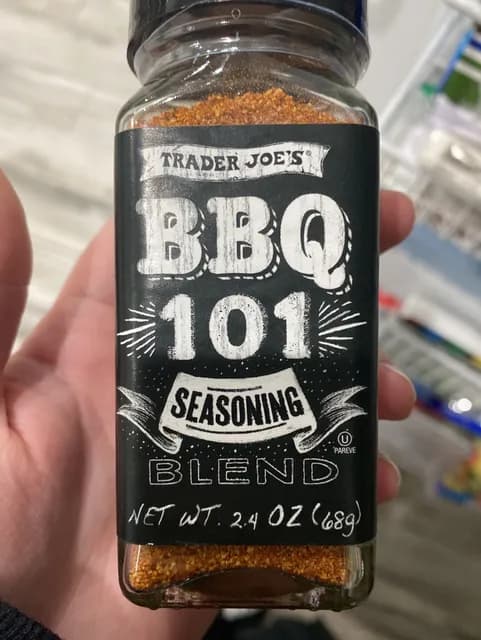 TRADER JOE'S®
BBQ
101
SEASONING
U
PAREVE
BLEND
NET WT. 2.4 OZ (68g)